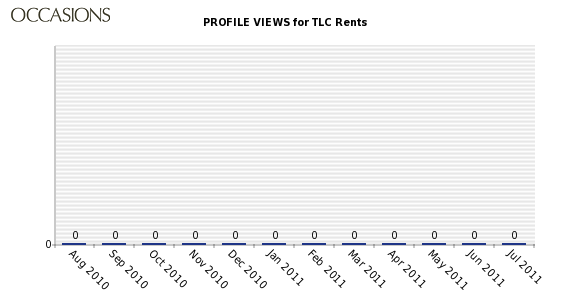 OCCASIONS
PROFILE VIEWS for TLC Rents
0 0 0 0 0 0 0 0 0 0 0 0
0
Aug 2010 Sep 2010 Oct 2010 Nov 2010 Dec 2010 Jan 2011 Feb 2011 Mar 2011 Apr 2011 May 2011 Jun 2011 Jul 2011